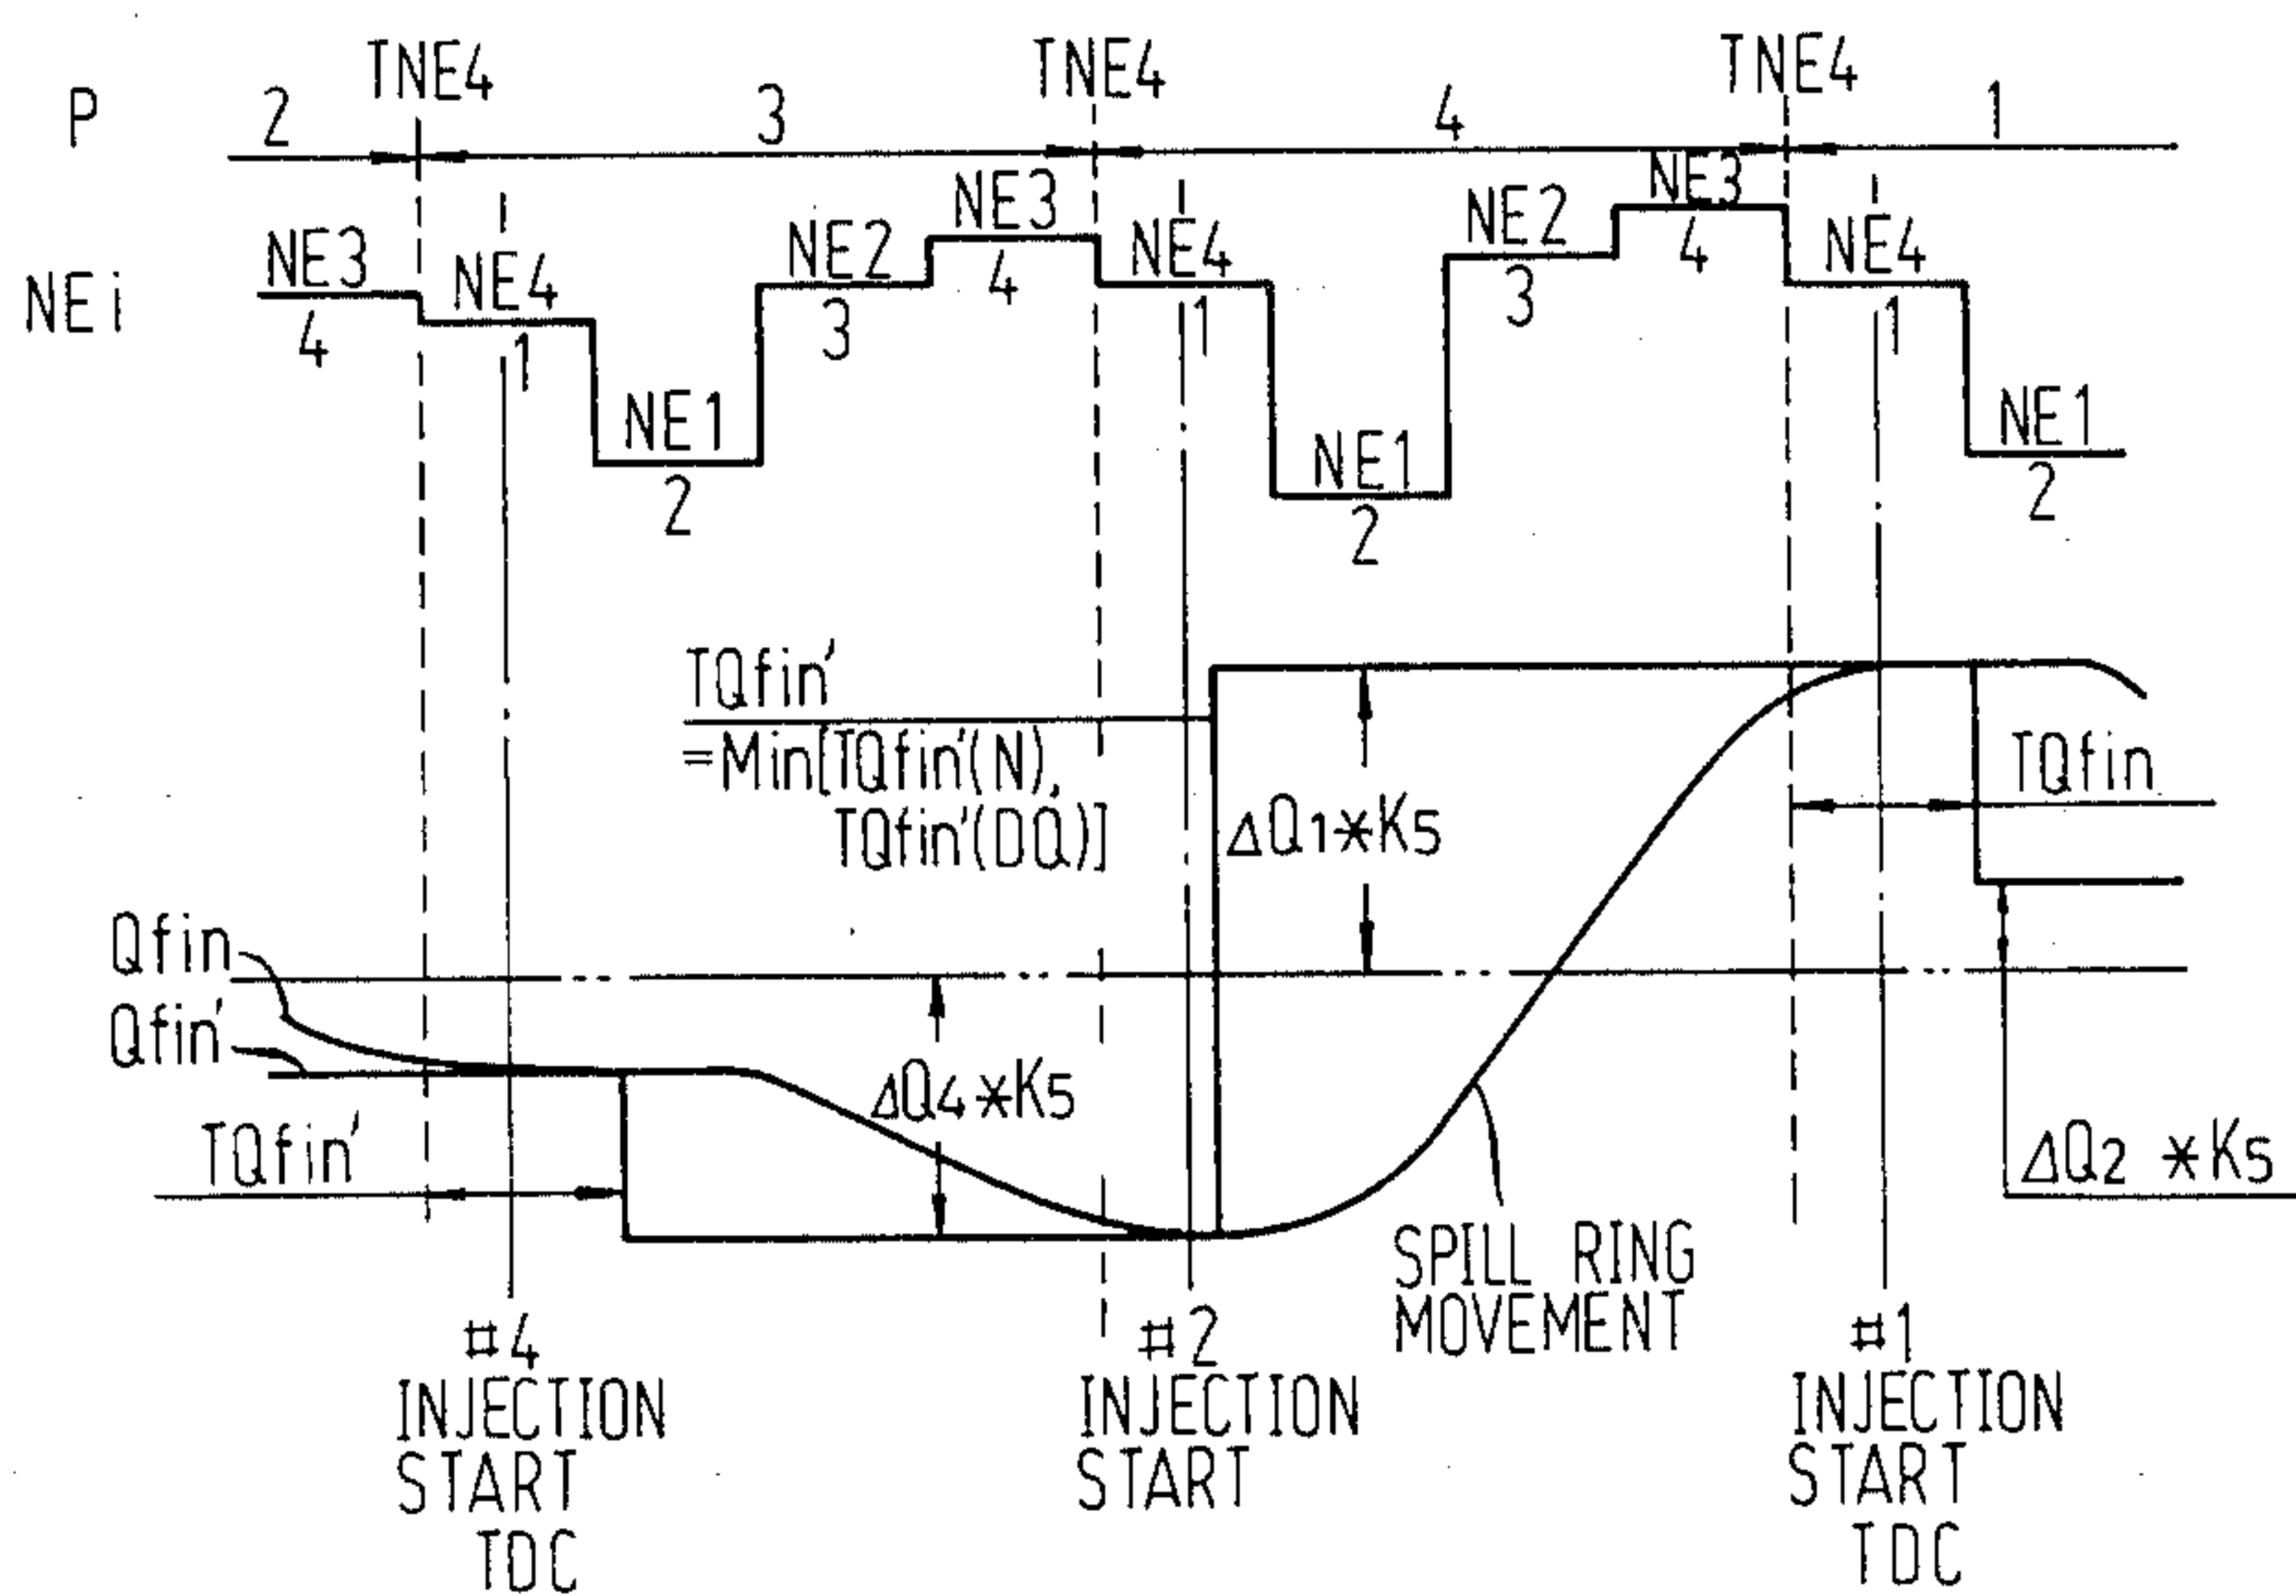 TNE4 TNE4 TNE4
P 2 3 4 1
NE3 NE4 NE1 NE2 NE3 NE4 NE1 NE2 NE3 NE4 NE1
NEi
4 1 2 3 4 1 2 3 4 1 2
TQfin'
=Min[TQfin'(N),
TQfin'(DQ)]
ΔQ1*K5
TQfin
Qfin
Qfin'
ΔQ4*K5
TQfin'
ΔQ2 *K5
SPILL RING
MOVEMENT
#4
INJECTION
START
TDC
#2
INJECTION
START
#1
INJECTION
START
TDC